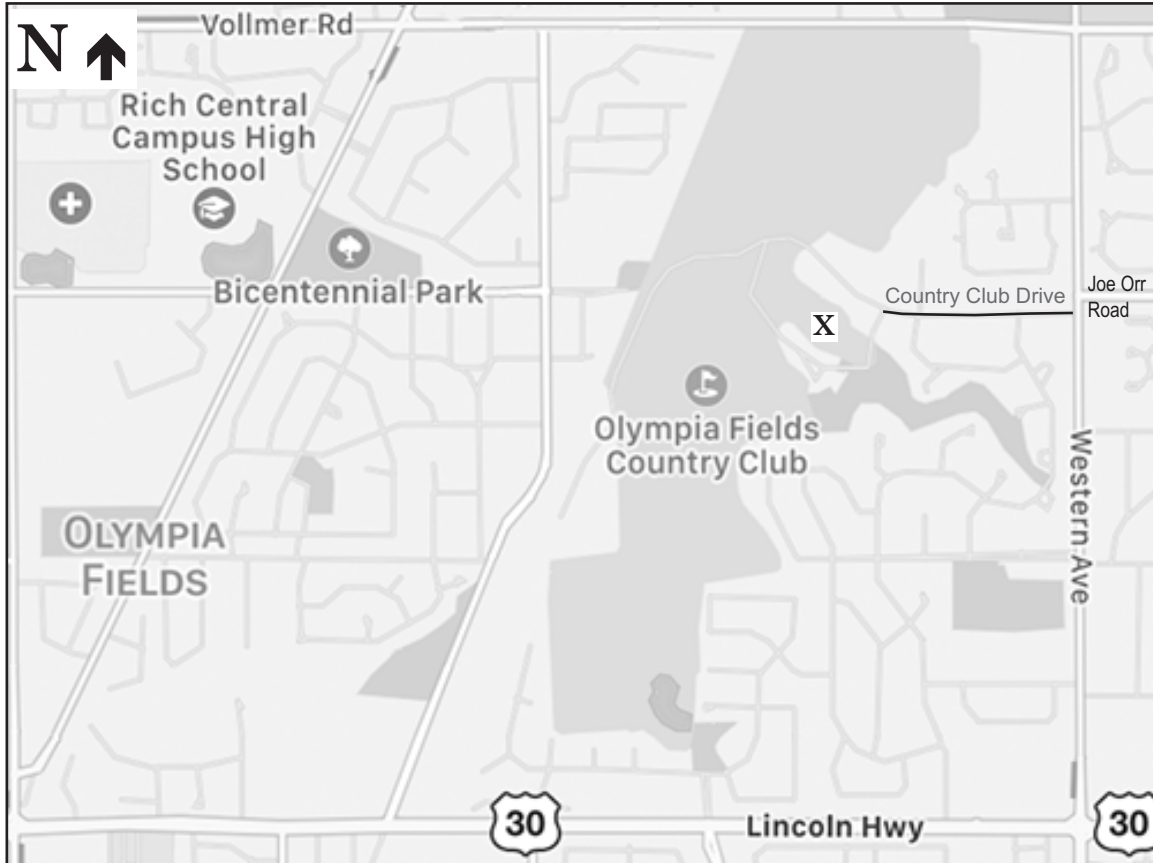 N
Vollmer Rd
Rich Central
Campus High
School
Bicentennial Park
Country Club Drive
Joe Orr
Road
X
Olympia Fields
Country Club
Western Ave
OLYMPIA
FIELDS
30
Lincoln Hwy
30